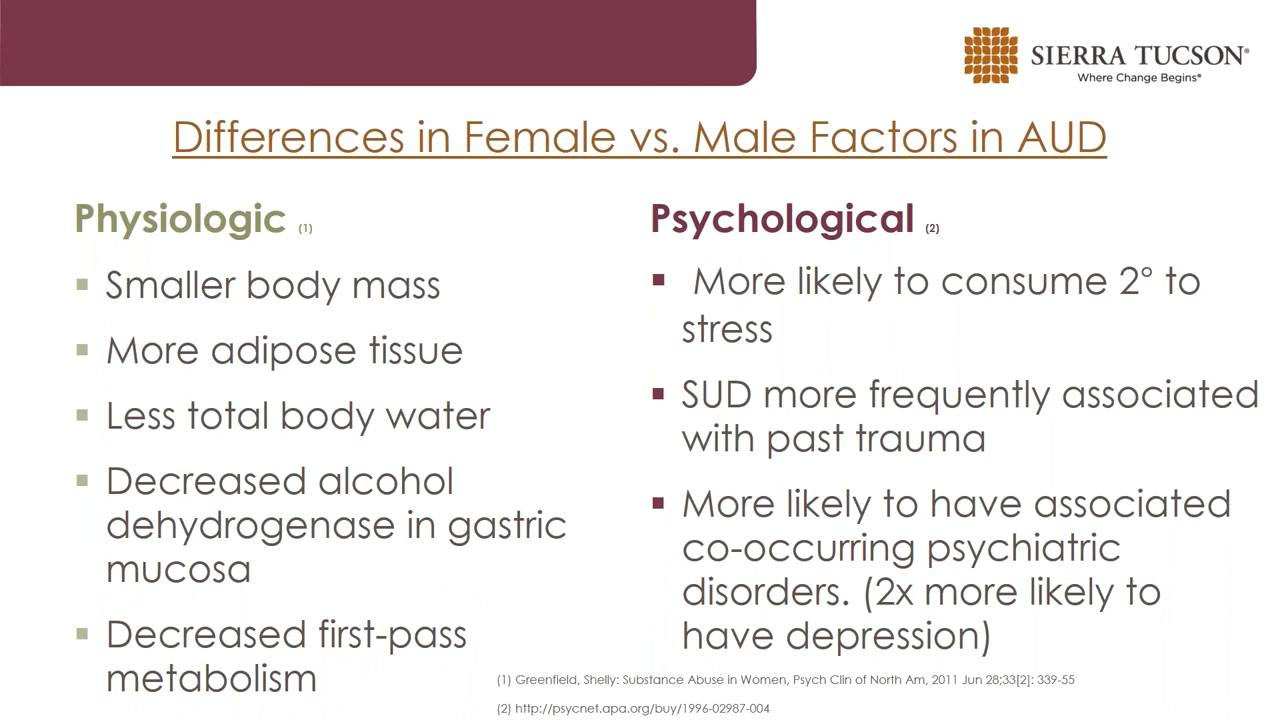 SIERRA TUCSON®
Where Change Begins®
Differences in Female vs. Male Factors in AUD
Physiologic (1)
▪ Smaller body mass
▪ More adipose tissue
▪ Less total body water
▪ Decreased alcohol
dehydrogenase in gastric
mucosa
▪ Decreased first-pass
metabolism
Psychological (2)
▪ More likely to consume 2° to
stress
▪ SUD more frequently associated
with past trauma
▪ More likely to have associated
co-occurring psychiatric
disorders. (2x more likely to
have depression)
(1) Greenfield, Shelly: Substance Abuse in Women, Psych Clin of North Am, 2011 Jun 28;33[2]: 339-55
(2) http://psycnet.apa.org/buy/1996-02987-004